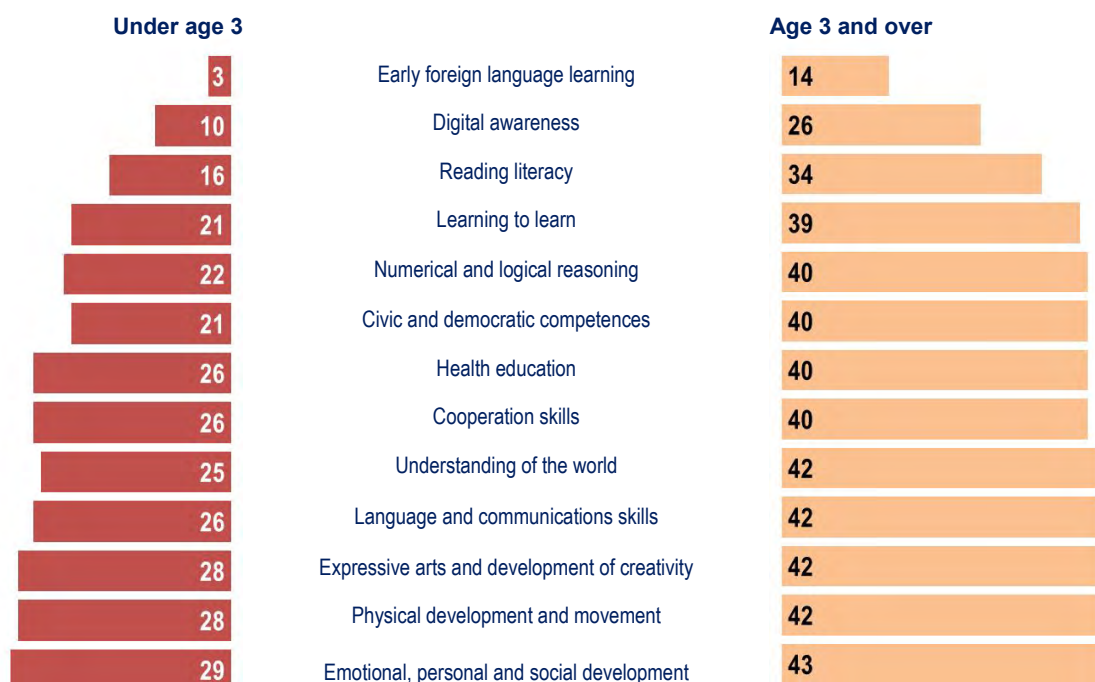 Under age 3 Age 3 and over
3 Early foreign language learning 14
10 Digital awareness 26
16 Reading literacy 34
21 Learning to learn 39
22 Numerical and logical reasoning 40
21 Civic and democratic competences 40
26 Health education 40
26 Cooperation skills 40
25 Understanding of the world 42
26 Language and communications skills 42
28 Expressive arts and development of creativity 42
28 Physical development and movement 42
29 Emotional, personal and social development 43